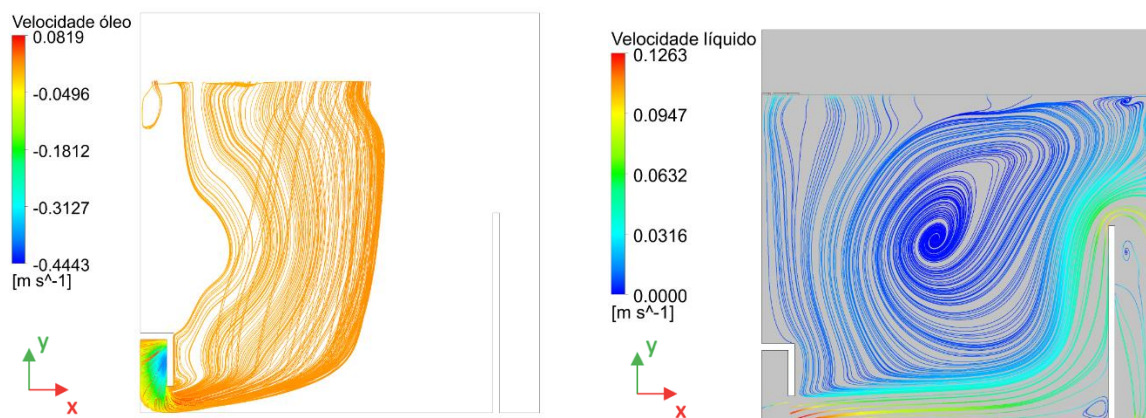 Velocidade óleo
0.0819
-0.0496
-0.1812
-0.3127
-0.4443
[m s^-1]
y
x
Velocidade líquido
0.1263
0.0947
0.0632
0.0316
0.0000
[m s^-1]
y
x